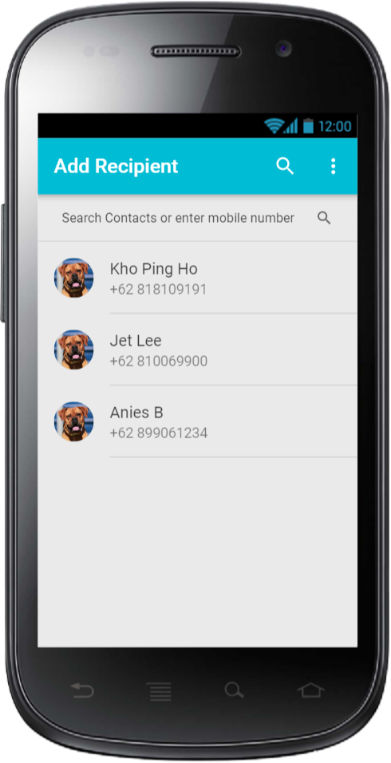 12:00
Add Recipient
Search Contacts or enter mobile number
Kho Ping Ho
+62 818109191
Jet Lee
+62 810069900
Anies B
+62 899061234